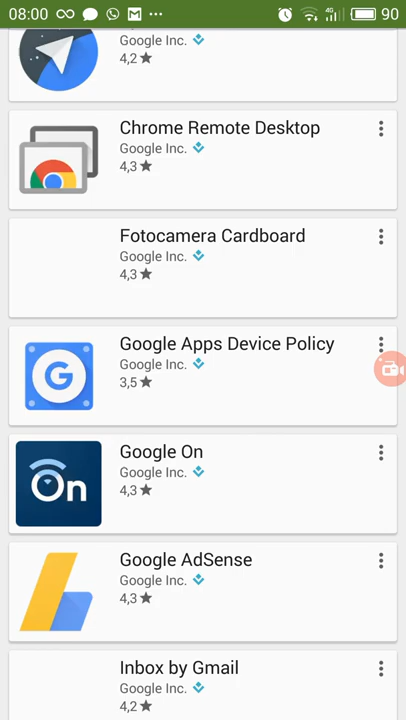 08:00
4G
90
Google Inc.
4,2
Chrome Remote Desktop
Google Inc.
4,3
Fotocamera Cardboard
Google Inc.
4,3
Google Apps Device Policy
Google Inc.
3,5
G
Google On
Google Inc.
4,3
On
Google AdSense
Google Inc.
4,3
Inbox by Gmail
Google Inc.
4,2